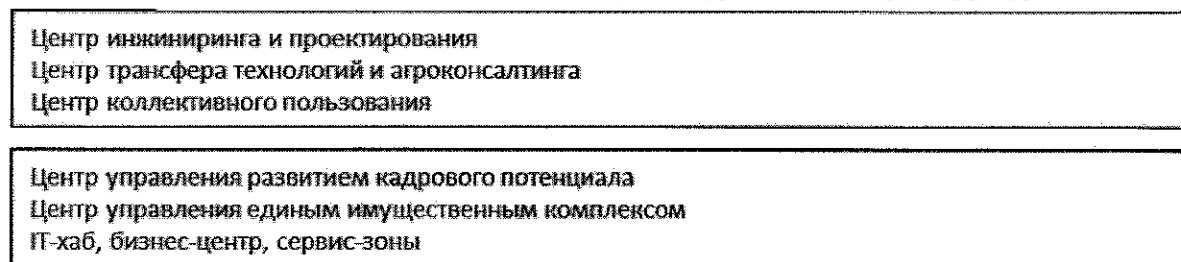 Центр инжиниринга и проектирования
Центр трансфера технологий и агроконсалтинга
Центр коллективного пользования
Центр управления развитием кадрового потенциала
Центр управления единым имущественным комплексом
IT-хаб, бизнес-центр, сервис-зоны